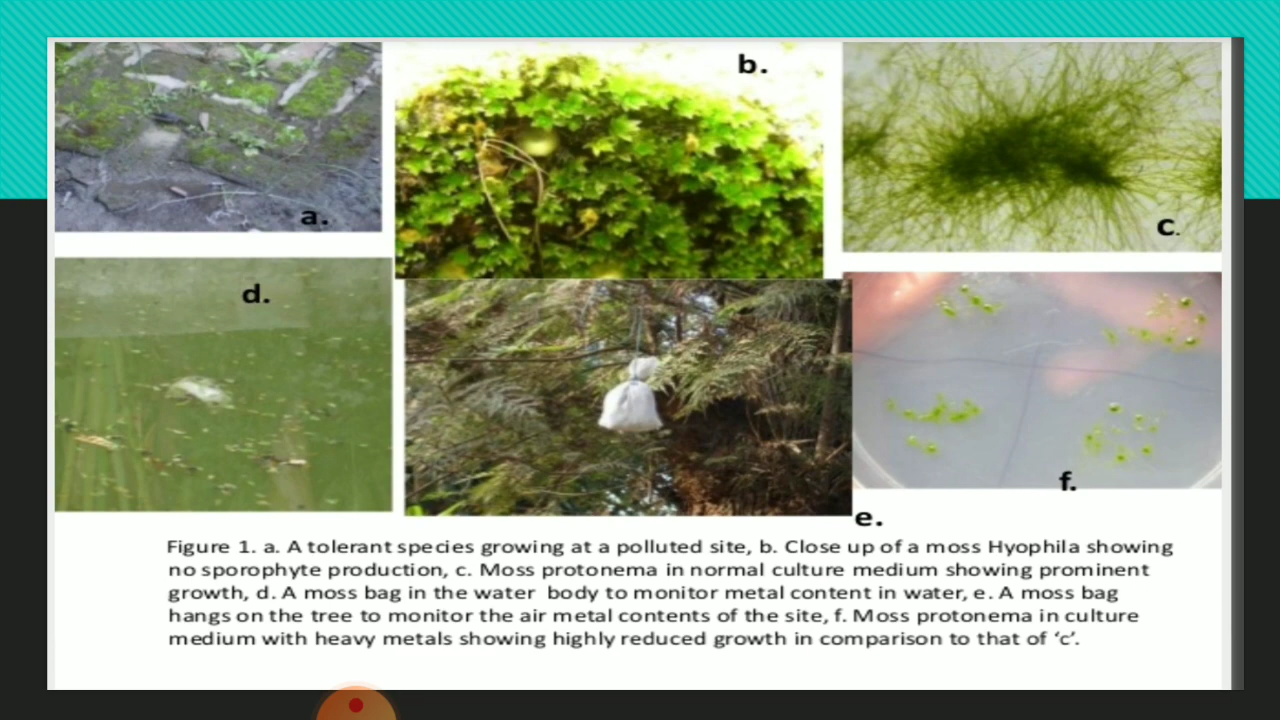 a.
b.
c.
d.
e.
f.
Figure 1. a. A tolerant species growing at a polluted site, b. Close up of a moss Hyophila showing
no sporophyte production, c. Moss protonema in normal culture medium showing prominent
growth, d. A moss bag in the water body to monitor metal content in water, e. A moss bag
hangs on the tree to monitor the air metal contents of the site, f. Moss protonema in culture
medium with heavy metals showing highly reduced growth in comparison to that of ‘c’.